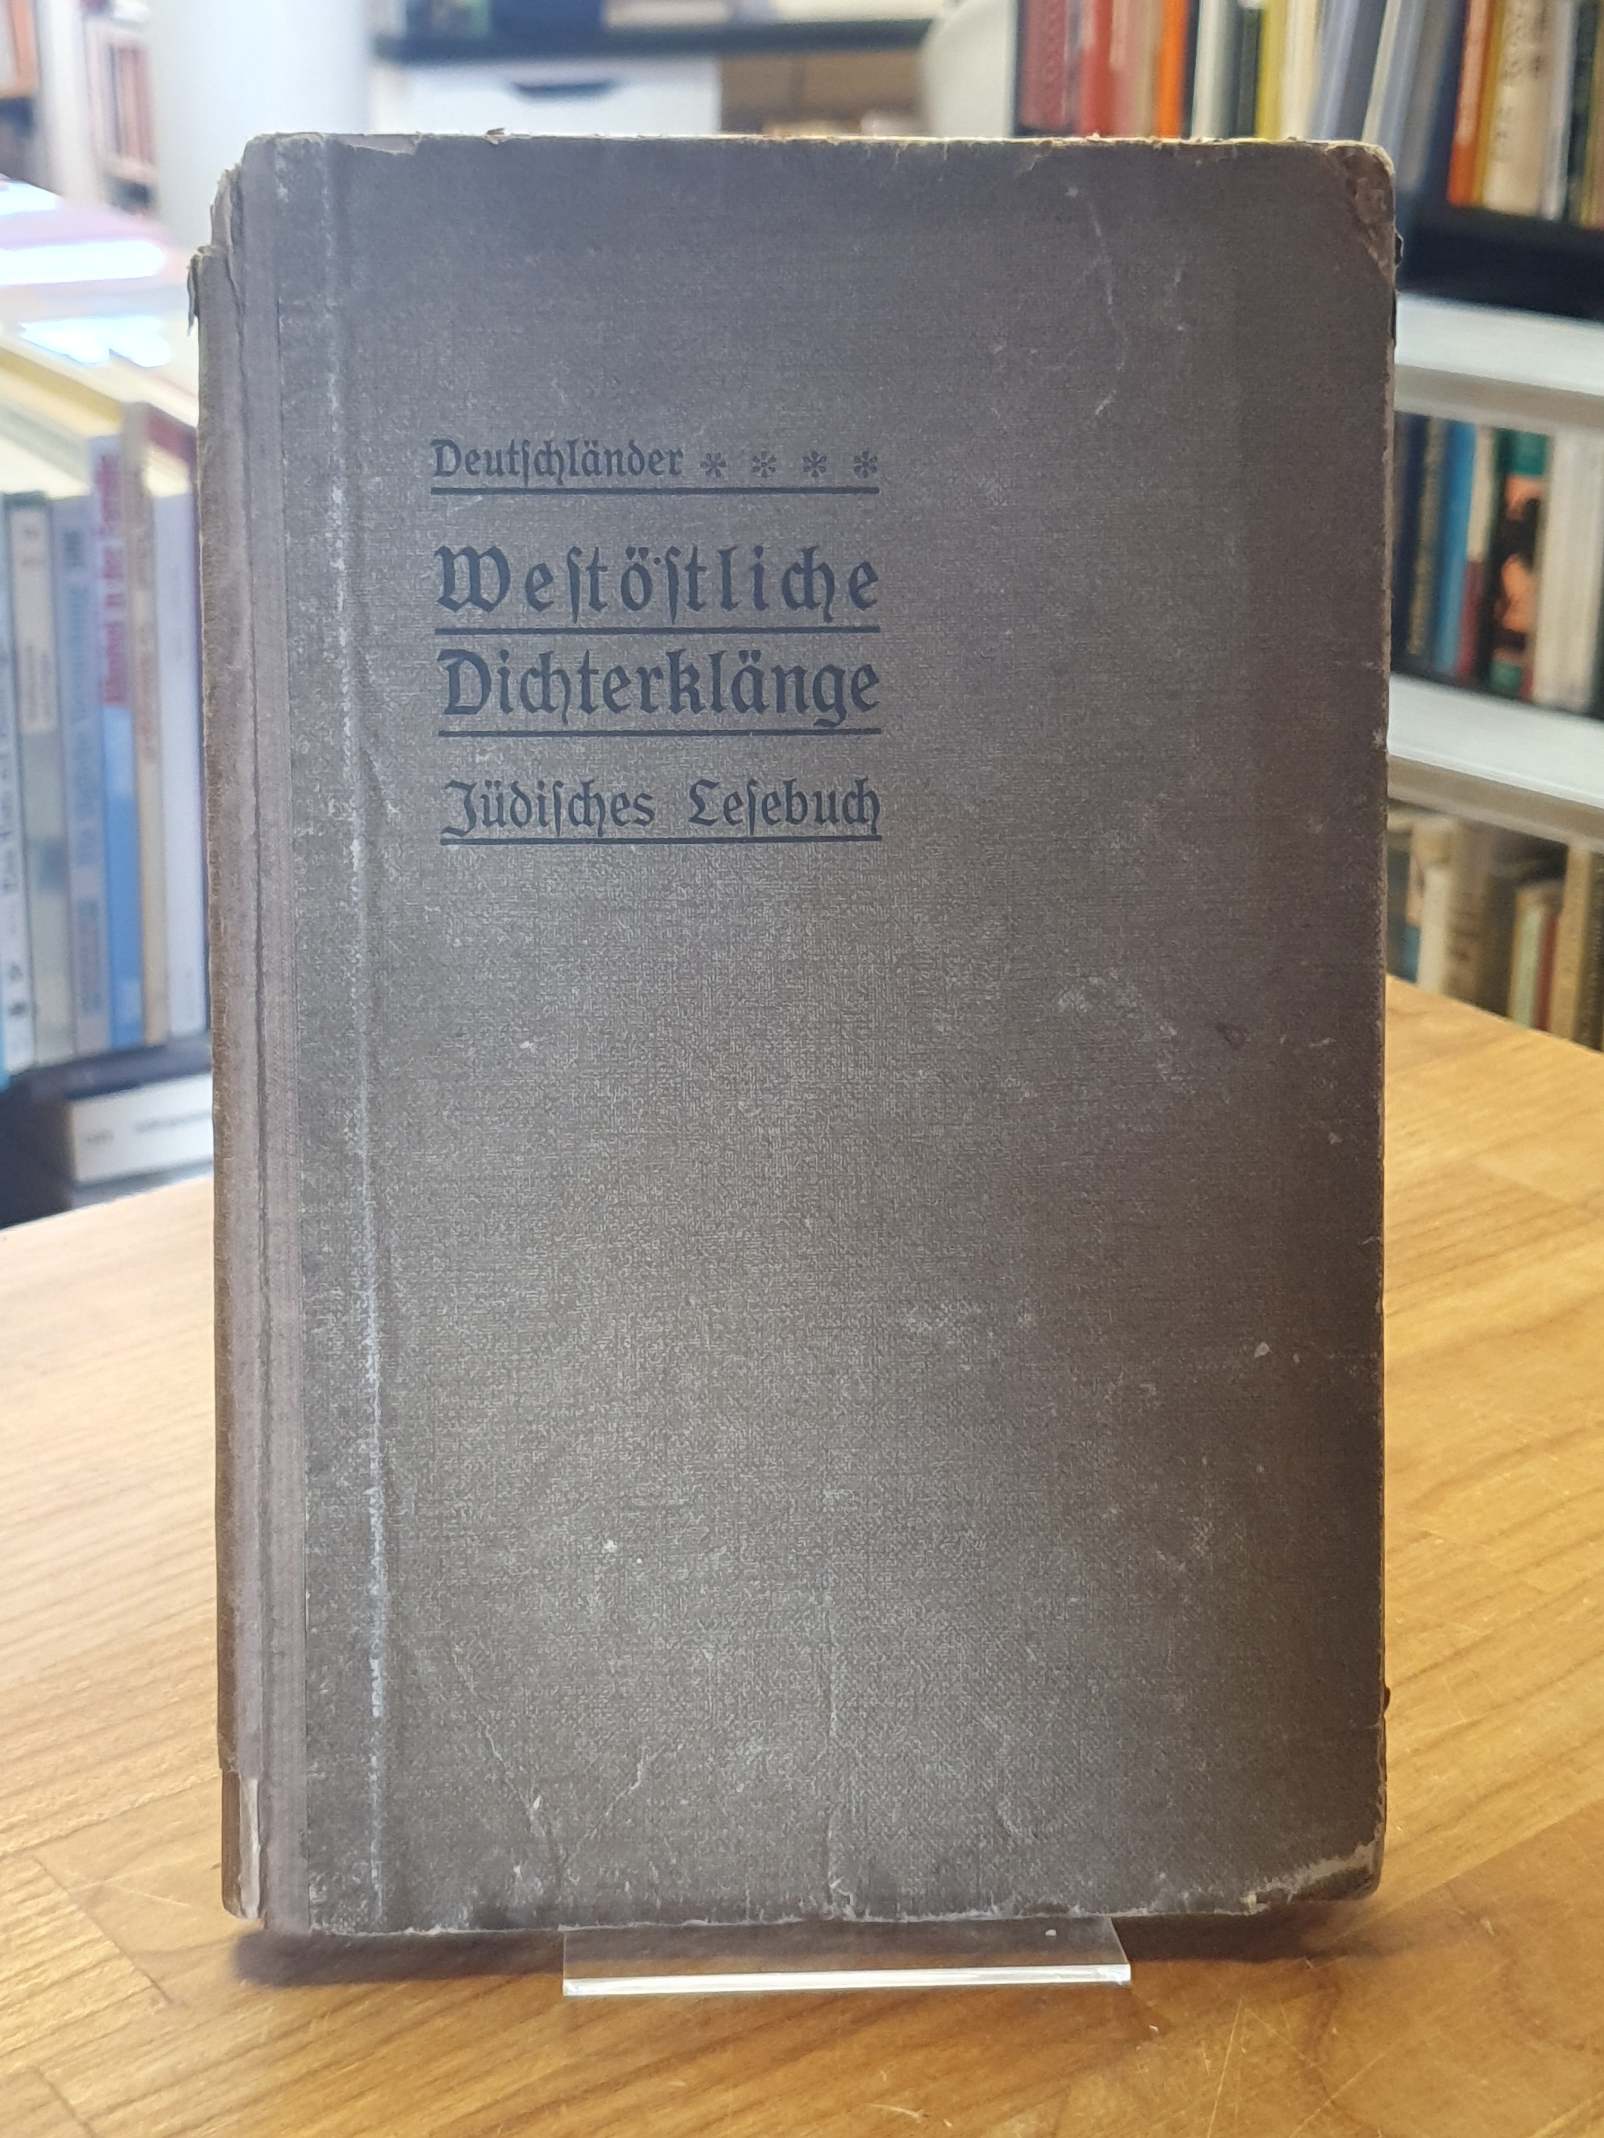 Deutſchländer * * * *
Weſtöſtliche
Dichterklänge
Jüdiſches Leſebuch